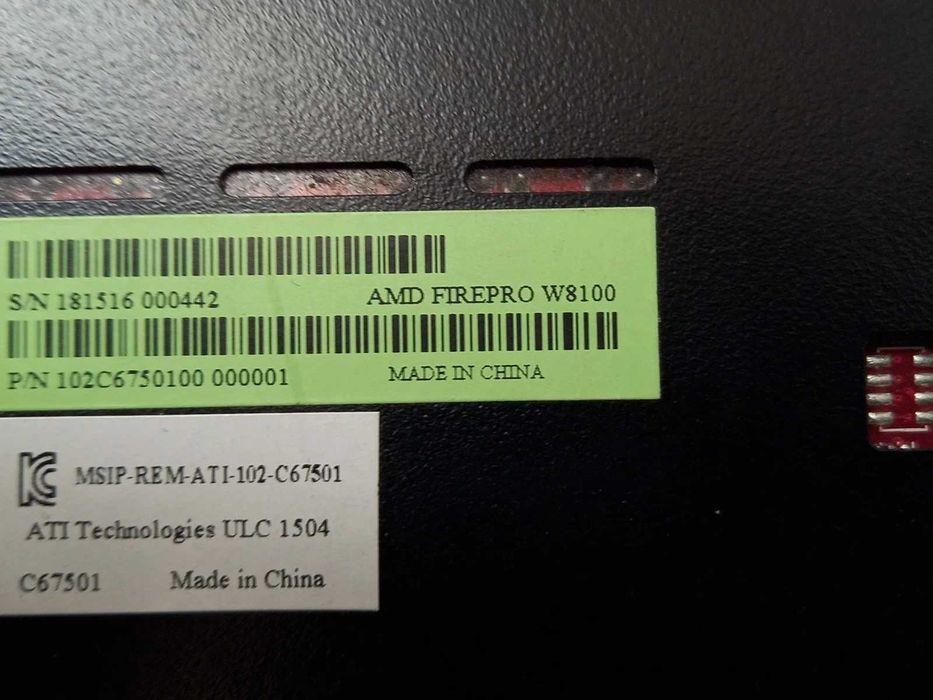 S/N 181516 000442 AMD FIREPRO W8100
P/N 102C6750100 000001 MADE IN CHINA
KC MSIP-REM-ATI-102-C67501
ATI Technologies ULC 1504
C67501 Made in China